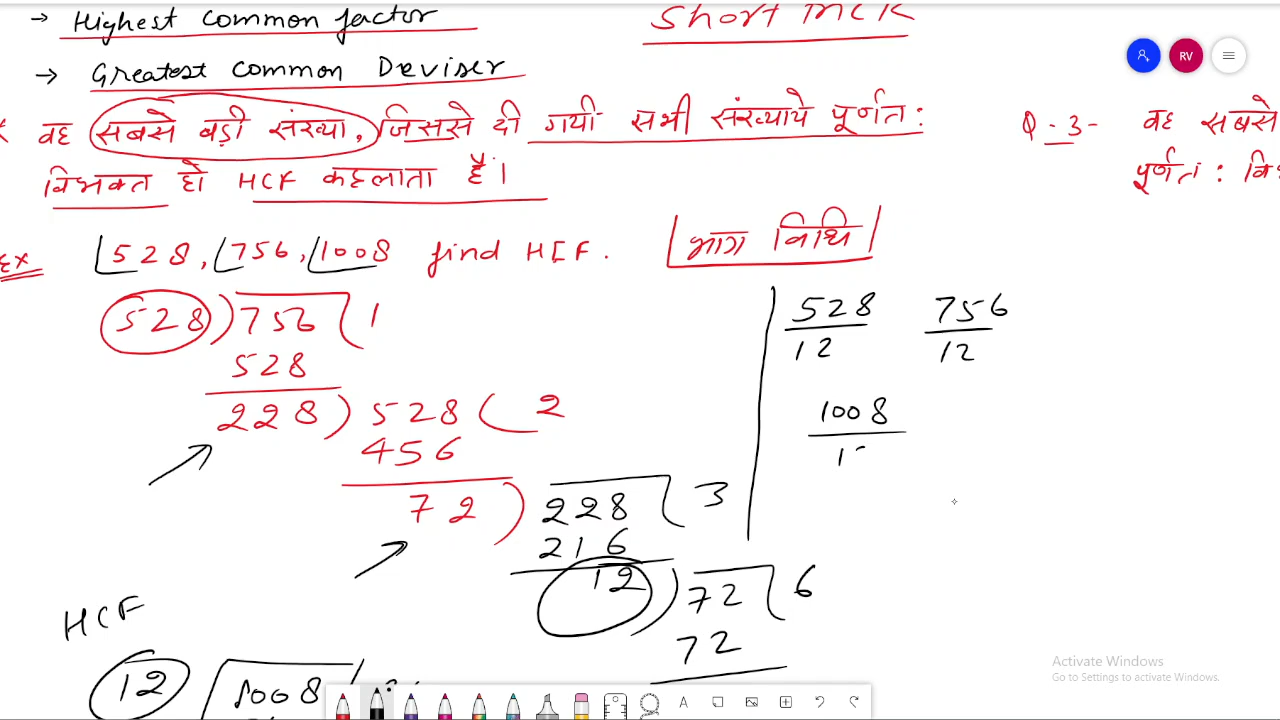 → Highest Common factor
Short Trick
→ Greatest Common Deviser
वह सबसे बड़ी संख्या, जिससे दी गयी सभी संख्याये पूर्णत:
विभक्त हो HCF कहलाता है।
Q-3- वह सबसे
पूर्णत: वि
Ex 528, 756, 1008 find HCF.
भाग विधि
528 ) 756 ( 1
528
228 ) 528 ( 2
456
72 ) 228 ( 3
216
12 ) 72 ( 6
72
528 756
12 12
1008
HCF
12 1008
RV
A
Activate Windows
Go to Settings to activate Windows.